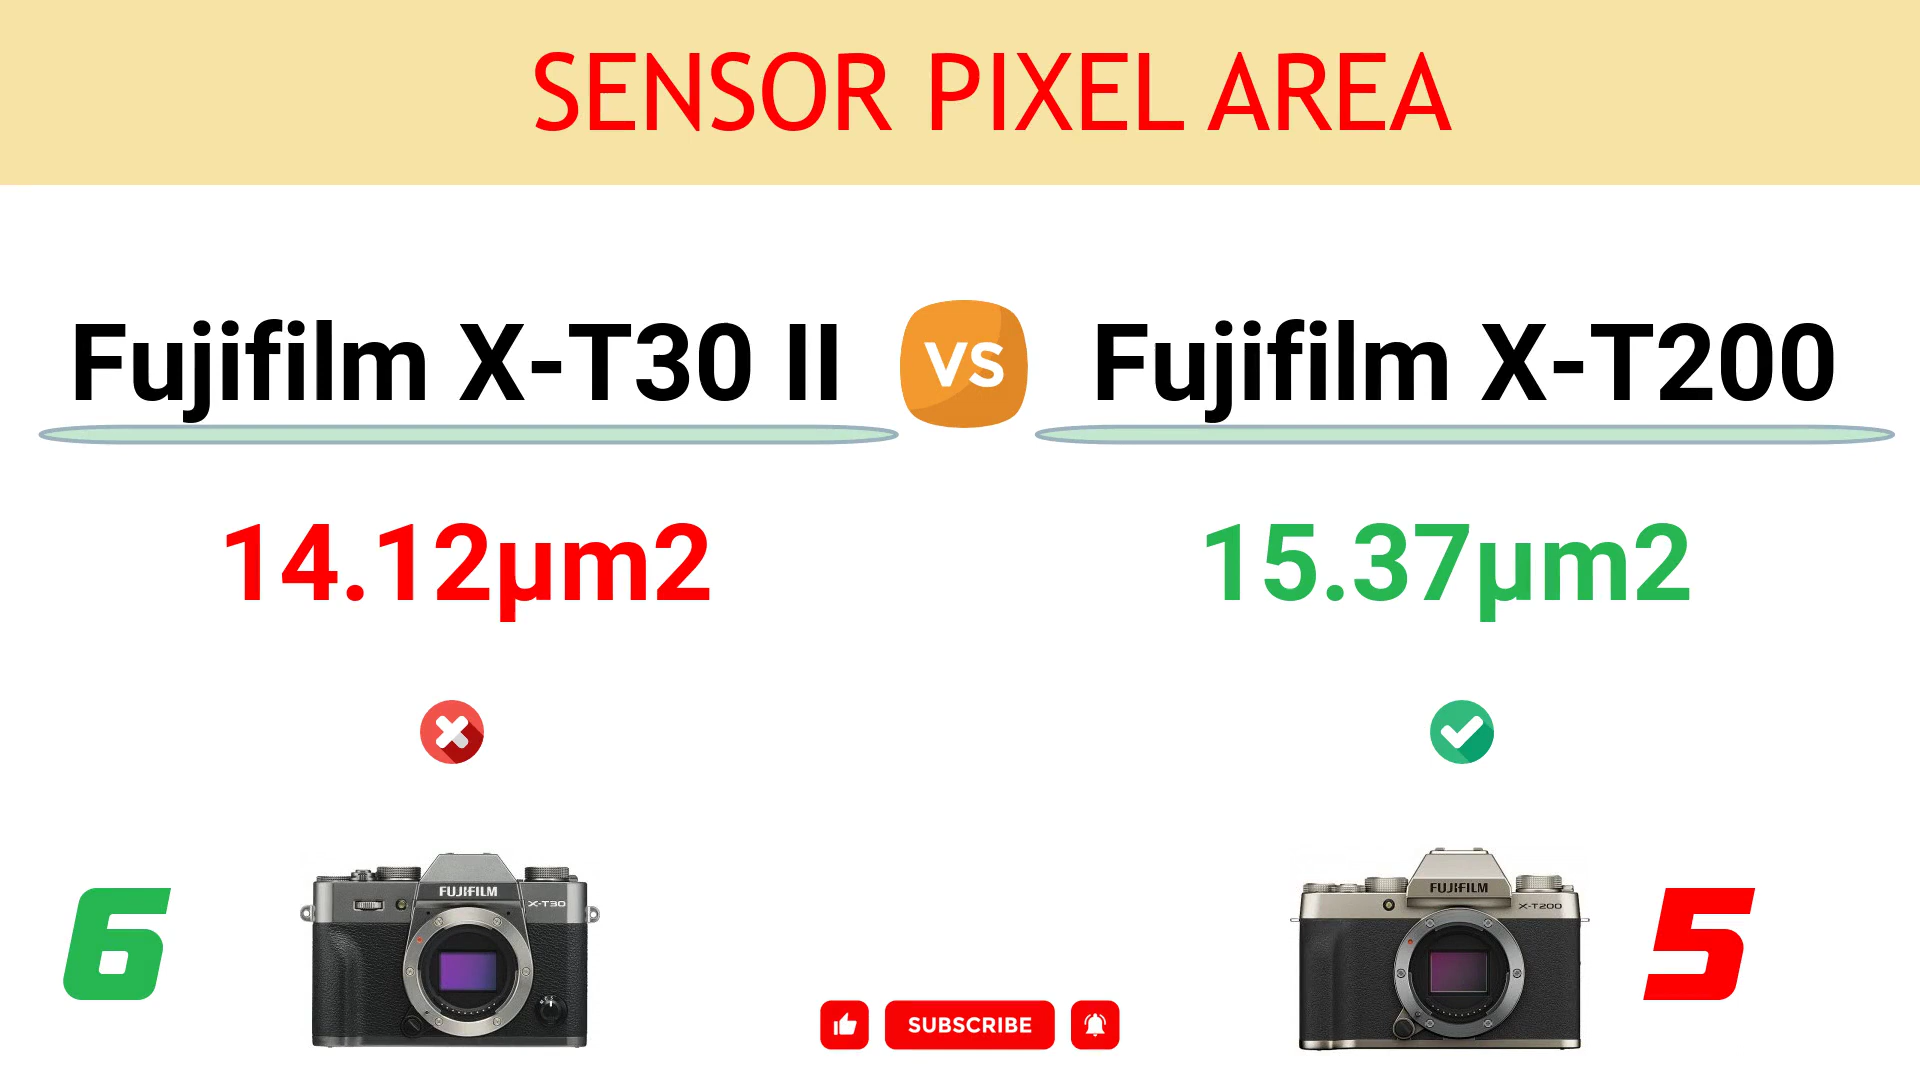 SENSOR PIXEL AREA
Fujifilm X-T30 II
VS
Fujifilm X-T200
14.12µm2
15.37µm2
6
FUJIFILM
X-T30
FUJIFILM
X-T200
5
SUBSCRIBE